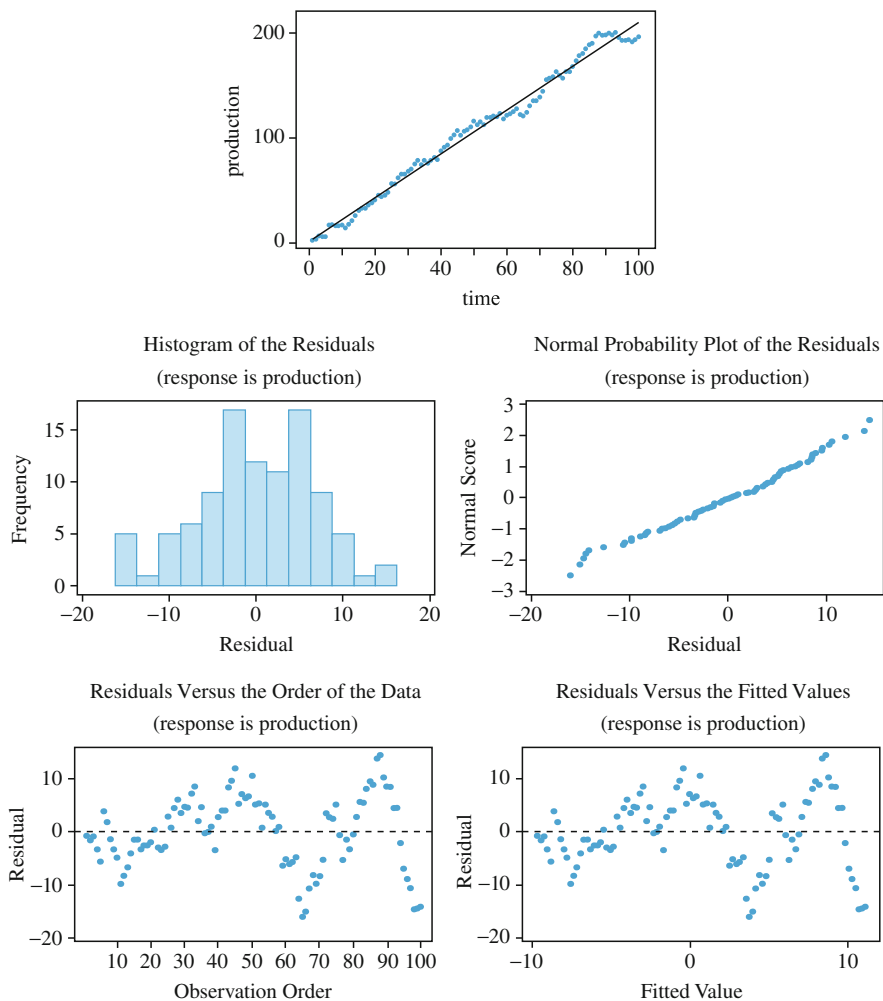 200
100
0
production
0 20 40 60 80 100
time
Histogram of the Residuals
(response is production)
15
10
5
0
Frequency
−20 −10 0 10 20
Residual
Normal Probability Plot of the Residuals
(response is production)
3
2
1
0
−1
−2
−3
Normal Score
−20 −10 0 10
Residual
Residuals Versus the Order of the Data
(response is production)
10
0
−10
−20
Residual
10 20 30 40 50 60 70 80 90 100
Observation Order
Residuals Versus the Fitted Values
(response is production)
10
0
−10
−20
Residual
−10 0 10
Fitted Value